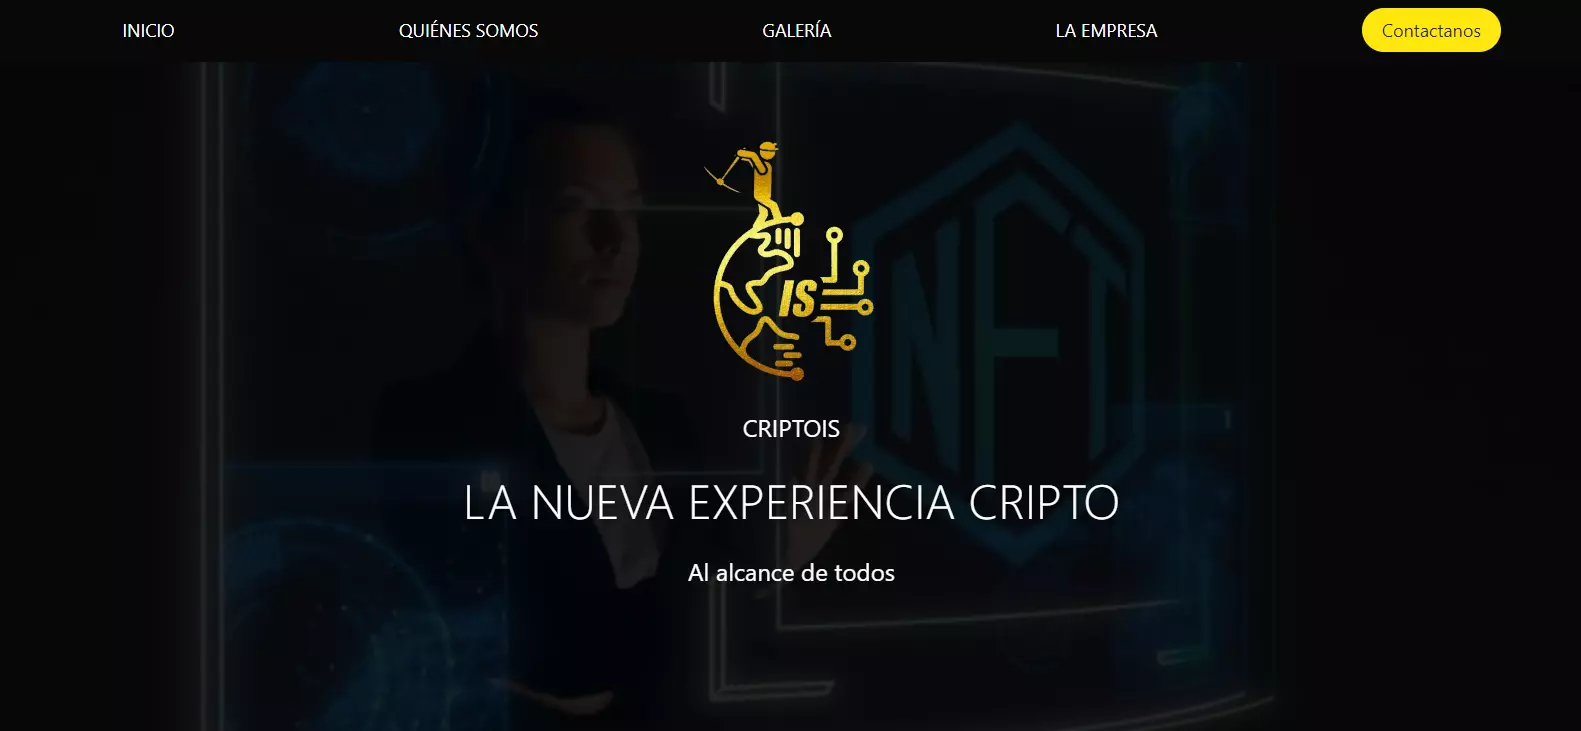 INICIO
QUIÉNES SOMOS
GALERÍA
LA EMPRESA
Contactanos
NFT
IS
CRIPTOIS
LA NUEVA EXPERIENCIA CRIPTO
Al alcance de todos